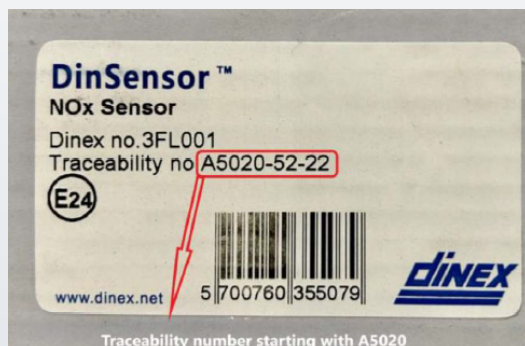 DinSensor™
NOx Sensor
Dinex no.3FL001
Traceability no A5020-52-22
E24
5 700760 355079
DINEX
www.dinex.net
Traceability number starting with A5020